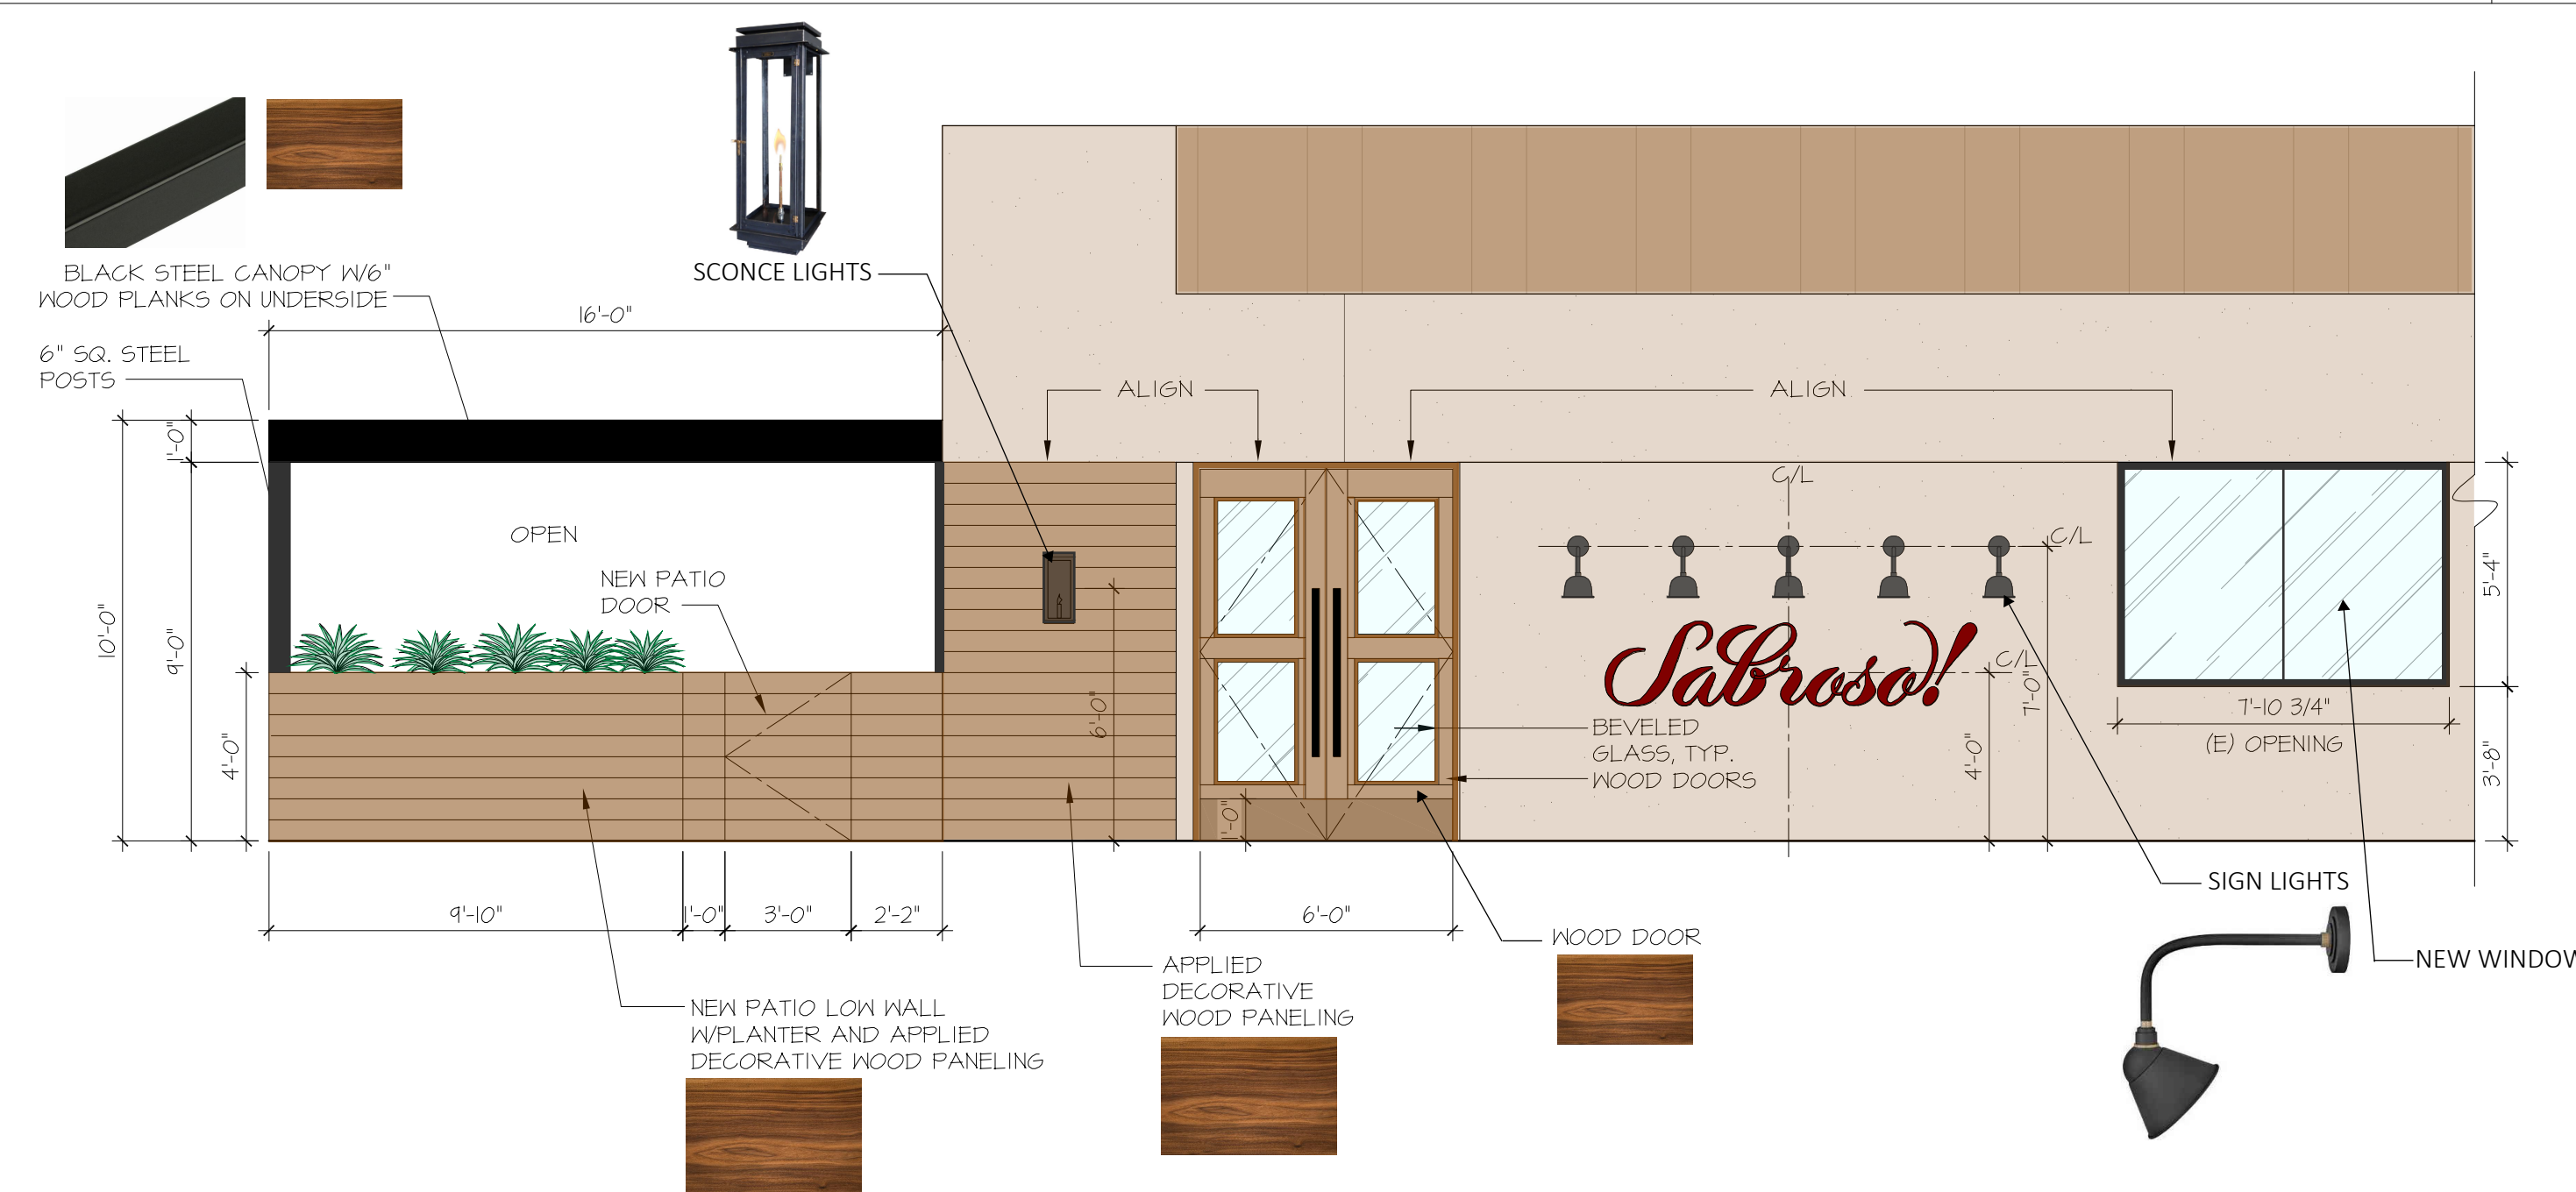 BLACK STEEL CANOPY W/6"
WOOD PLANKS ON UNDERSIDE
SCONCE LIGHTS
16'-0"
6" SQ. STEEL
POSTS
ALIGN
ALIGN
1'-0"
C/L
OPEN
C/L
NEW PATIO
DOOR
5'-4"
10'-0"
9'-0"
Sabroso!
C/L
7'-0"
6'-0"
7'-10 3/4"
BEVELED
GLASS, TYP.
(E) OPENING
4'-0"
4'-0"
WOOD DOORS
3'-8"
1'-0"
SIGN LIGHTS
9'-10"
1'-0"
3'-0"
2'-2"
6'-0"
WOOD DOOR
NEW WINDOW
APPLIED
DECORATIVE
WOOD PANELING
NEW PATIO LOW WALL
W/PLANTER AND APPLIED
DECORATIVE WOOD PANELING